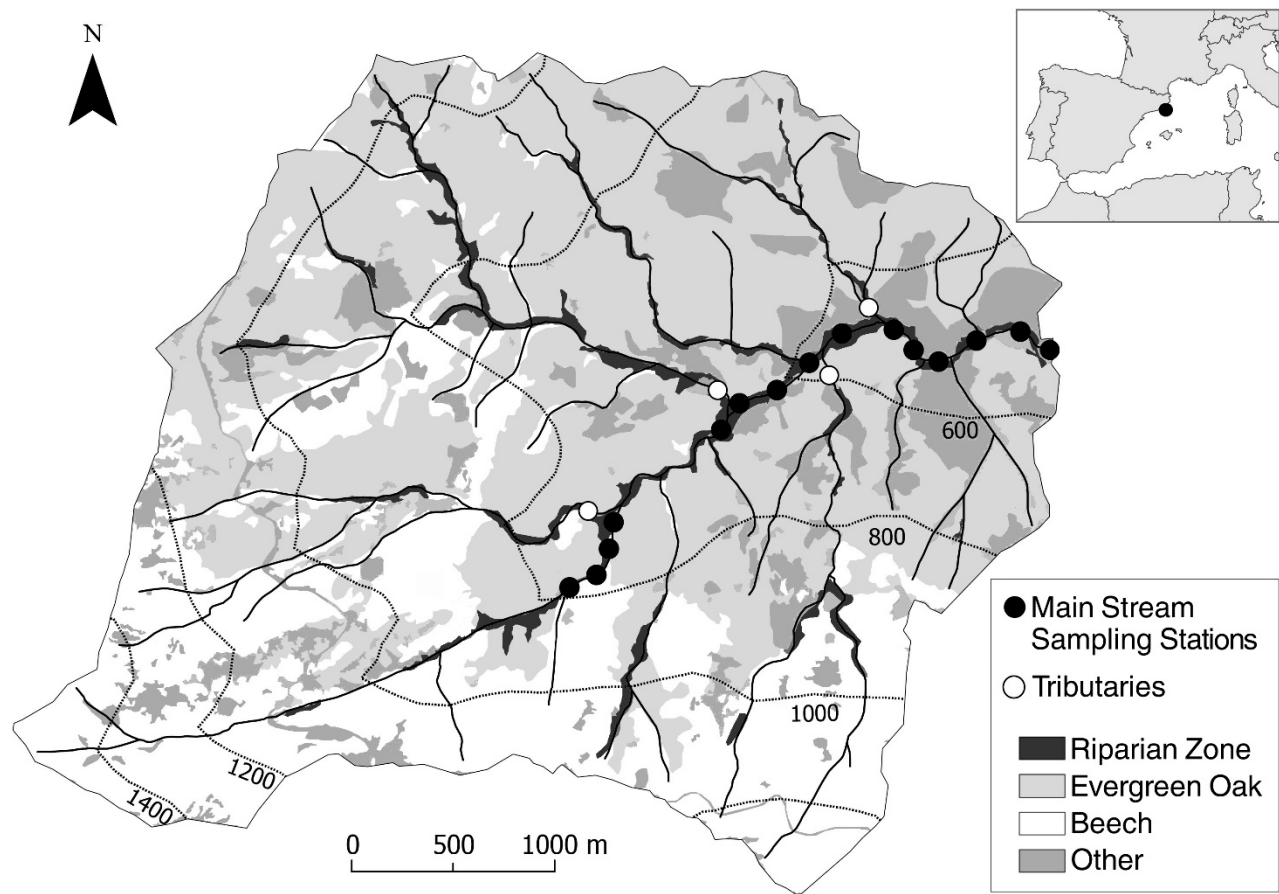 N
600
800
1000
1200
1400
0 500 1000 m
Main Stream
Sampling Stations
Tributaries
Riparian Zone
Evergreen Oak
Beech
Other